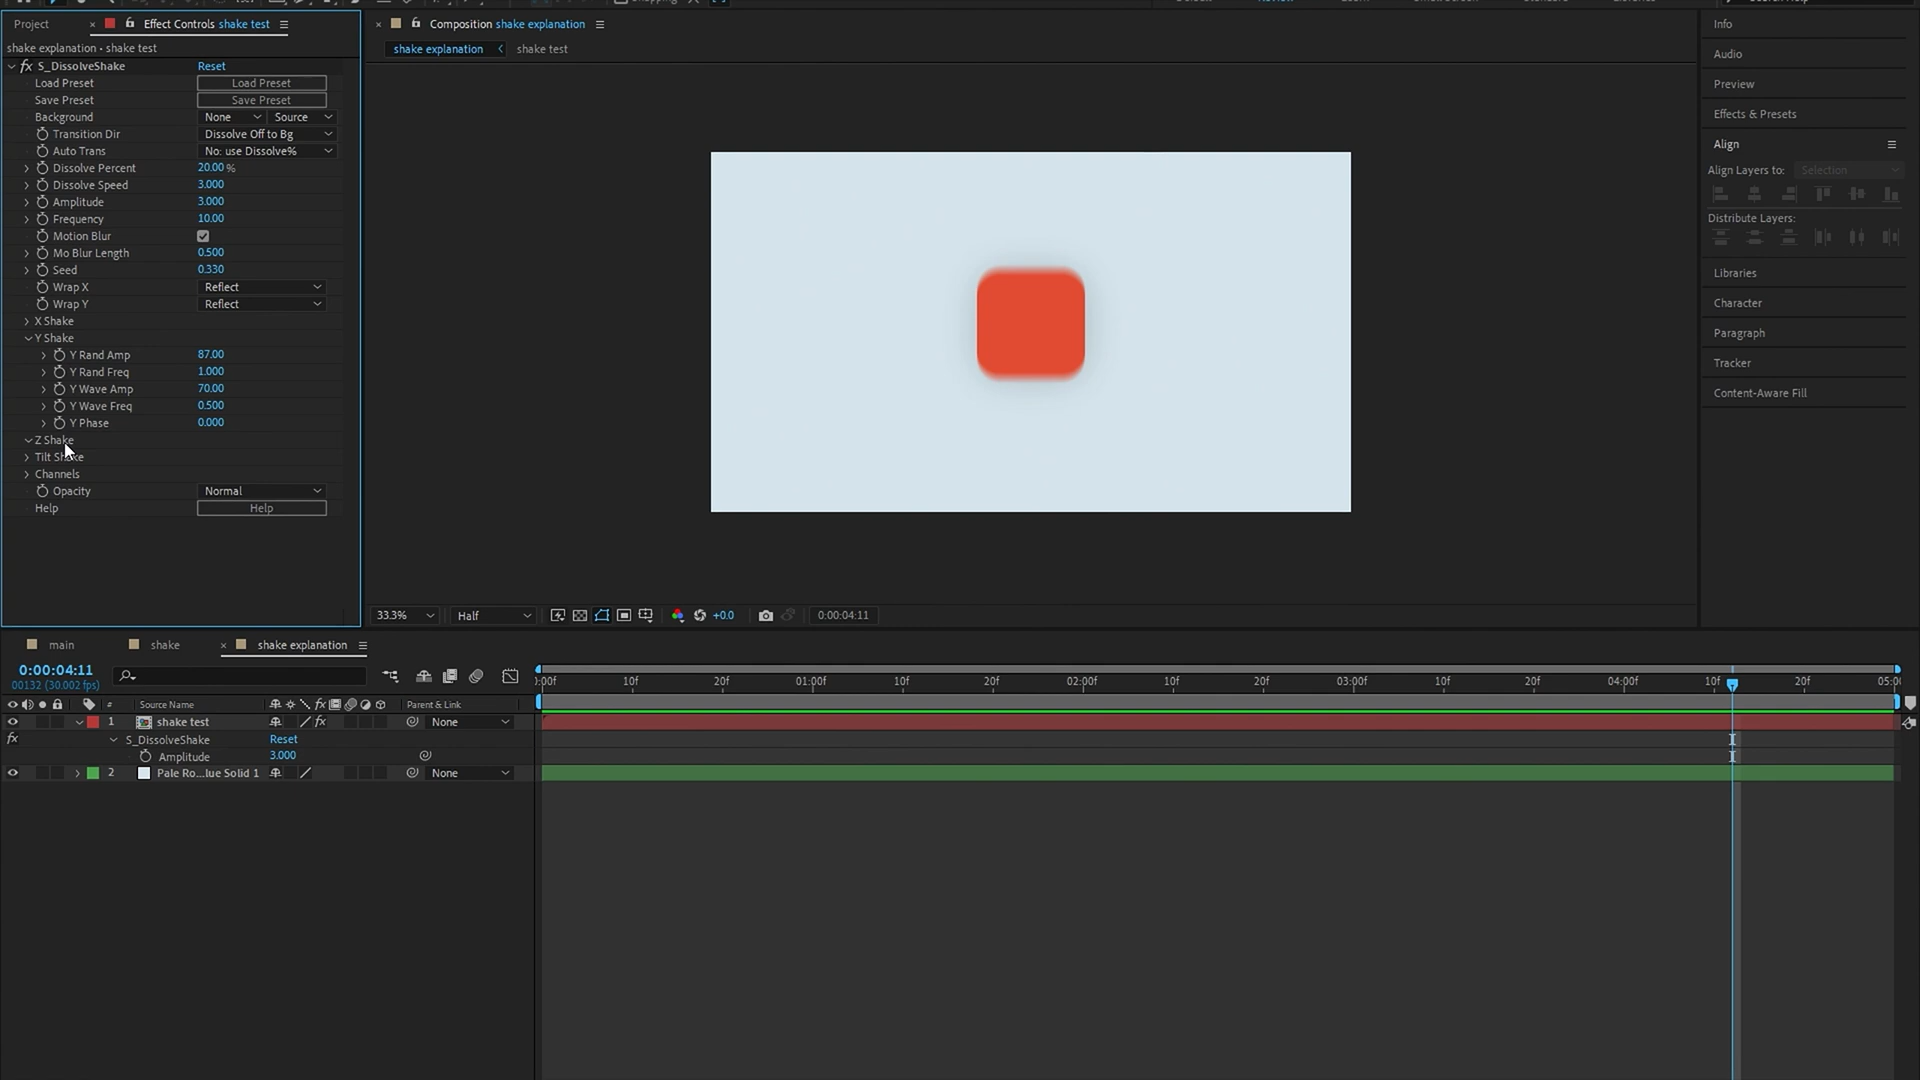 Project
Effect Controls shake test
shake explanation • shake test
S_DissolveShake Reset
Load Preset Load Preset
Save Preset Save Preset
Background None Source
Transition Dir Dissolve Off to Bg
Auto Trans No: use Dissolve%
Dissolve Percent 20.00 %
Dissolve Speed 3.000
Amplitude 3.000
Frequency 10.00
Motion Blur
Mo Blur Length 0.500
Seed 0.330
Wrap X Reflect
Wrap Y Reflect
X Shake
Y Shake
Y Rand Amp 87.00
Y Rand Freq 1.000
Y Wave Amp 70.00
Y Wave Freq 0.500
Y Phase 0.000
Z Shake
Tilt Shake
Channels
Opacity Normal
Help Help
Composition shake explanation
shake explanation shake test
33.3% Half +0.0 0:00:04:11
Info
Audio
Preview
Effects & Presets
Align
Align Layers to: Selection
Distribute Layers:
Libraries
Character
Paragraph
Tracker
Content-Aware Fill
main shake shake explanation
0:00:04:11
00132 (30.002 fps)
:00f 10f 20f 01:00f 10f 20f 02:00f 10f 20f 03:00f 10f 20f 04:00f 10f 20f 05:0
# Source Name fx Parent & Link
1 shake test fx None
fx S_DissolveShake Reset
Amplitude 3.000
2 Pale Ro...lue Solid 1 None